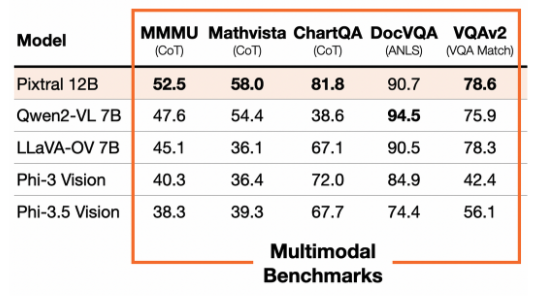 Model MMMU Mathvista ChartQA DocVQA VQAv2
(CoT) (CoT) (CoT) (ANLS) (VQA Match)
Pixtral 12B 52.5 58.0 81.8 90.7 78.6
Qwen2-VL 7B 47.6 54.4 38.6 94.5 75.9
LLaVA-OV 7B 45.1 36.1 67.1 90.5 78.3
Phi-3 Vision 40.3 36.4 72.0 84.9 42.4
Phi-3.5 Vision 38.3 39.3 67.7 74.4 56.1
Multimodal
Benchmarks